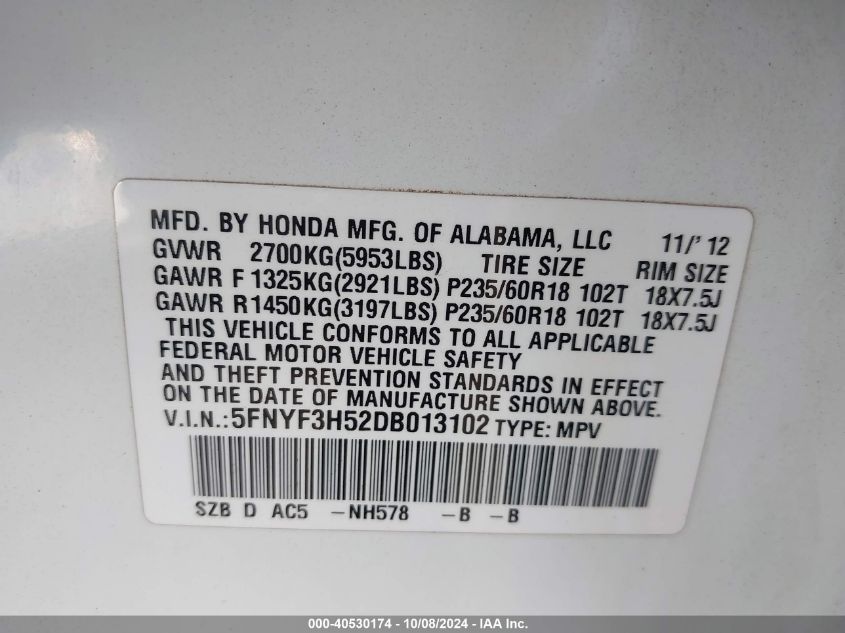 MFD. BY HONDA MFG. OF ALABAMA, LLC 11/'12
GVWR 2700KG(5953LBS) TIRE SIZE RIM SIZE
GAWR F 1325KG(2921LBS) P235/60R18 102T 18X7.5J
GAWR R1450KG(3197LBS) P235/60R18 102T 18X7.5J
THIS VEHICLE CONFORMS TO ALL APPLICABLE
FEDERAL MOTOR VEHICLE SAFETY
AND THEFT PREVENTION STANDARDS IN EFFECT
ON THE DATE OF MANUFACTURE SHOWN ABOVE.
V.I.N.:5FNYF3H52DB013102 TYPE: MPV
SZB D AC5 -NH578 -B -B
000-40530174 - 10/08/2024 - IAA Inc.